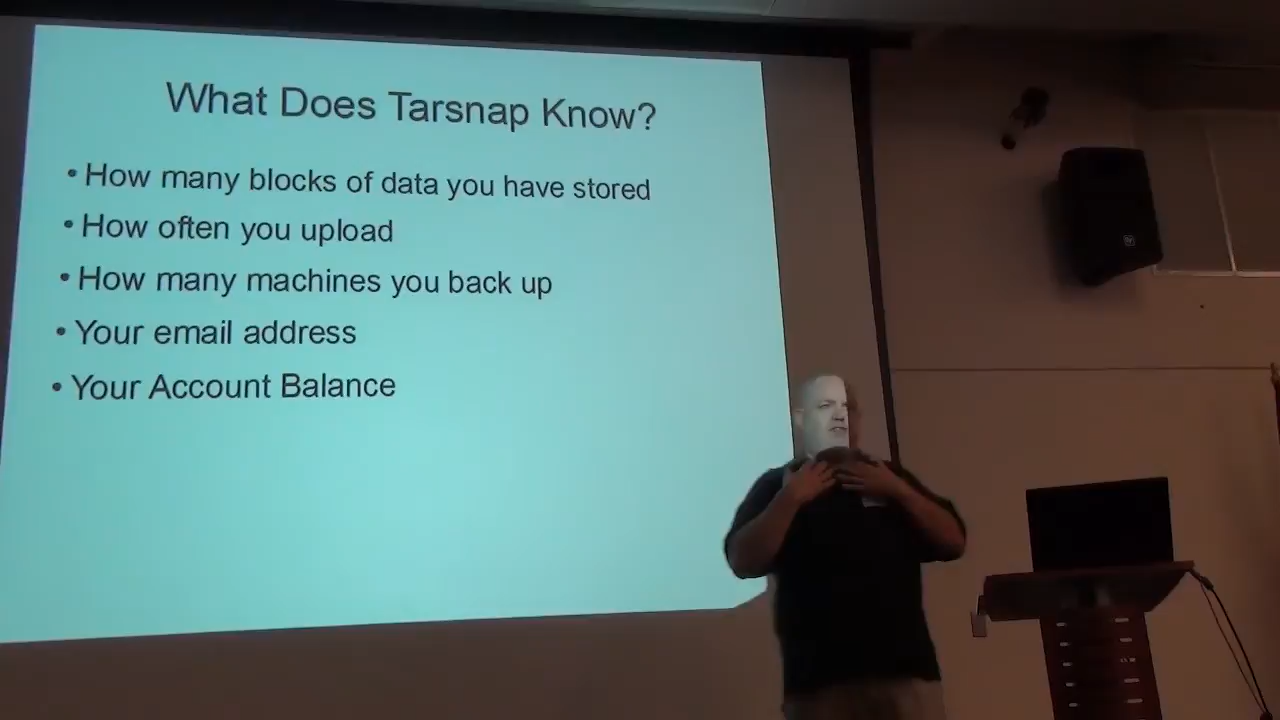 What Does Tarsnap Know?
• How many blocks of data you have stored
• How often you upload
• How many machines you back up
• Your email address
• Your Account Balance